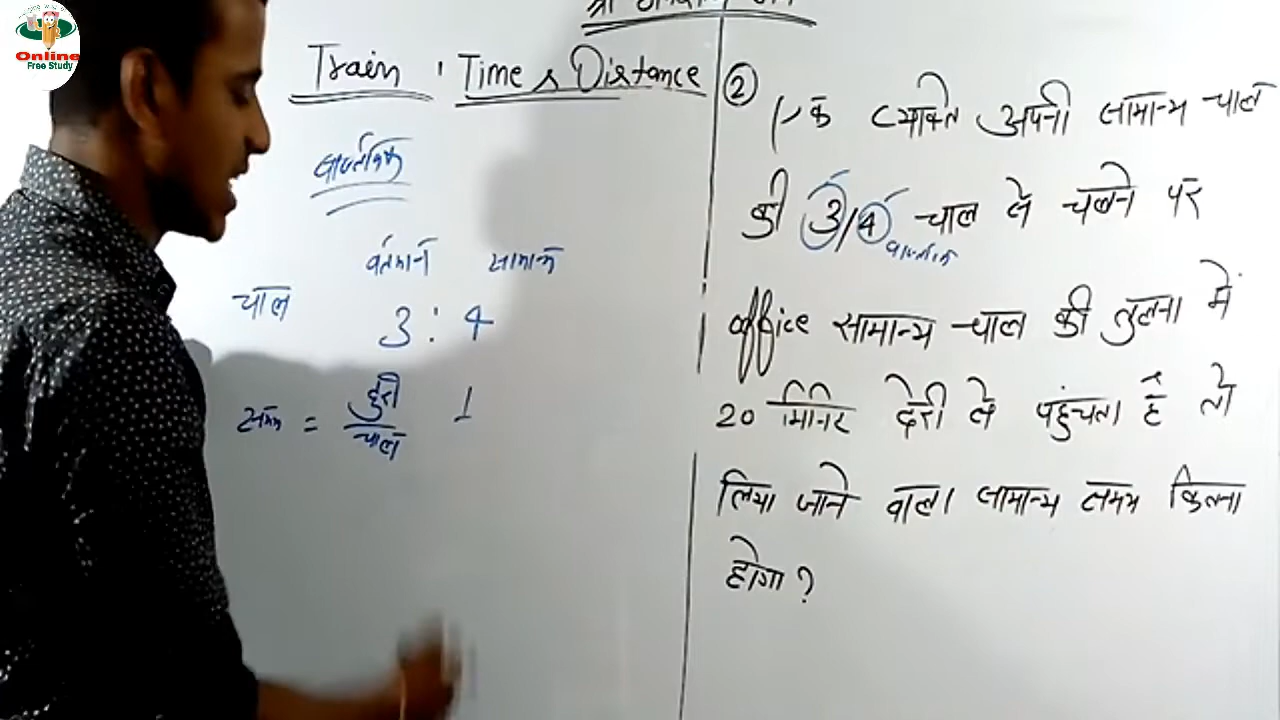 Online
Free Study
Train , Time & Distance
वास्तविक
वर्तमान सामान्य
चाल 3 : 4
समय = दुरी / चाल 1
② एक व्यक्ति अपनी सामान्य चाल
की 3/4 चाल से चलने पर
वास्तविक
office सामान्य चाल की तुलना में
20 मिनिट देरी से पहुंचता है तो
लिया जाने वाला सामान्य समय कितना
होगा ?